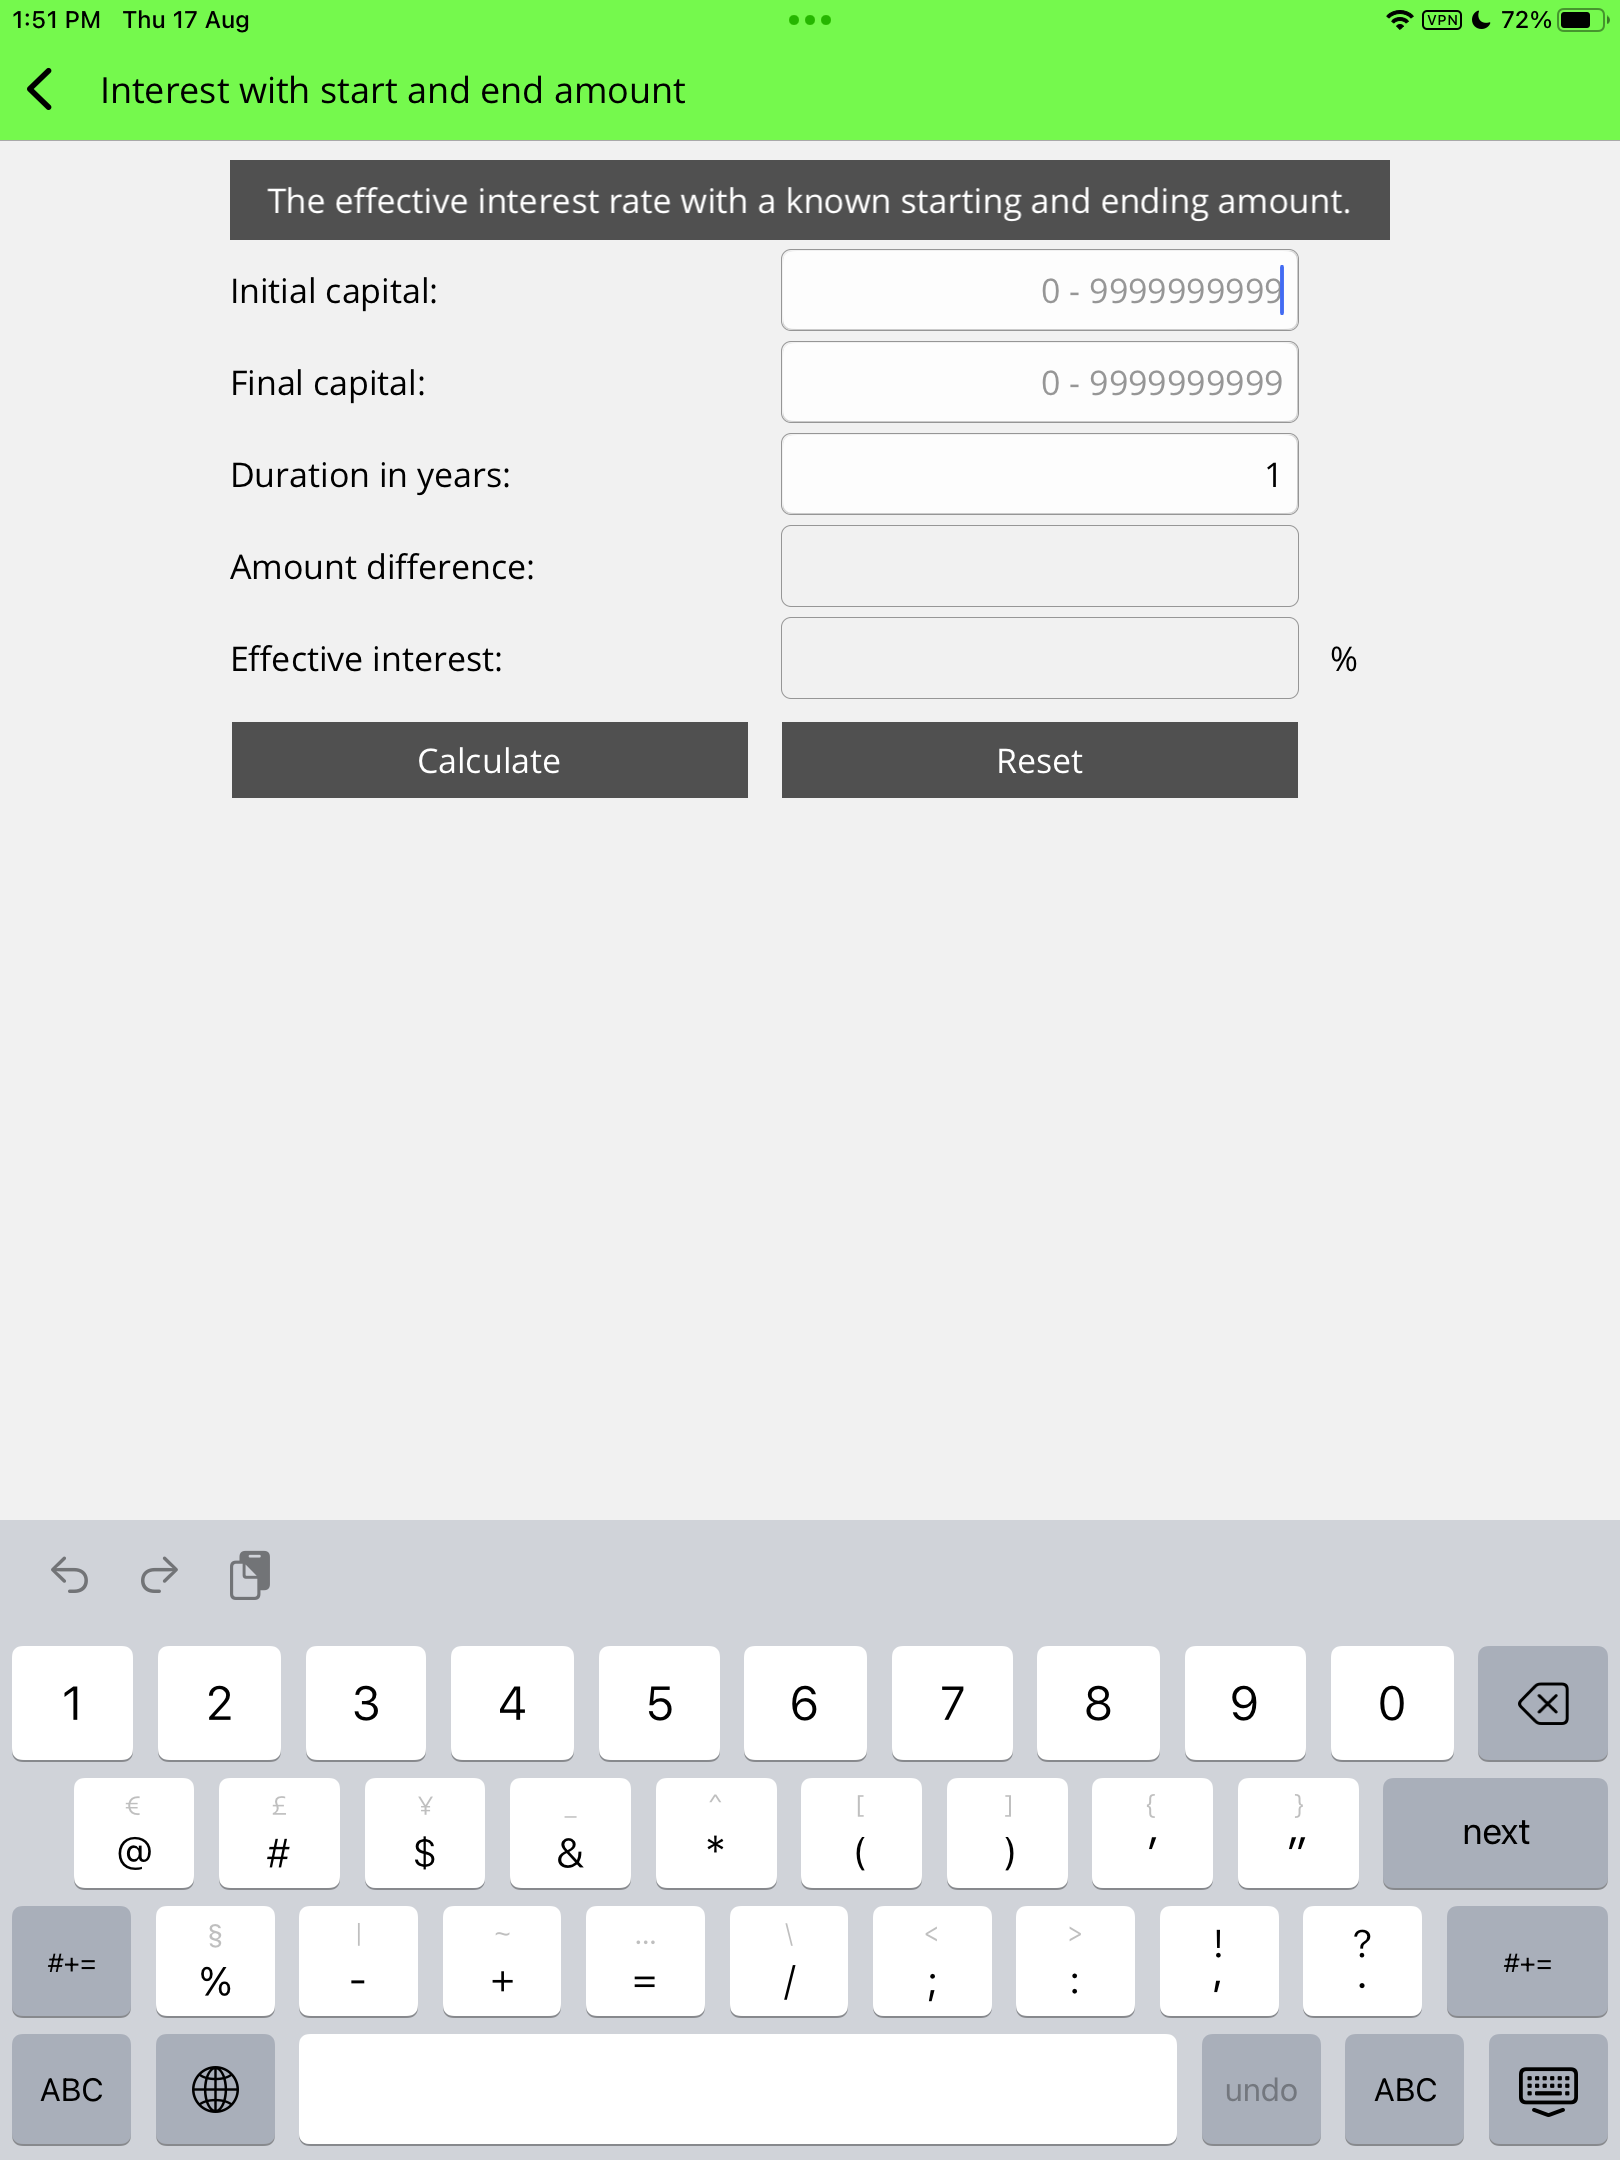 1:51 PM Thu 17 Aug
VPN 72%
Interest with start and end amount
The effective interest rate with a known starting and ending amount.
Initial capital: 0 - 9999999999
Final capital: 0 - 9999999999
Duration in years: 1
Amount difference:
Effective interest: %
Calculate Reset
1 2 3 4 5 6 7 8 9 0
€ £ ¥ _ ^ [ ] { }
@ # $ & * ( ) ' " next
§ | ~ … \ < > ! ?
#+= % - + = / ; : , . #+=
ABC undo ABC